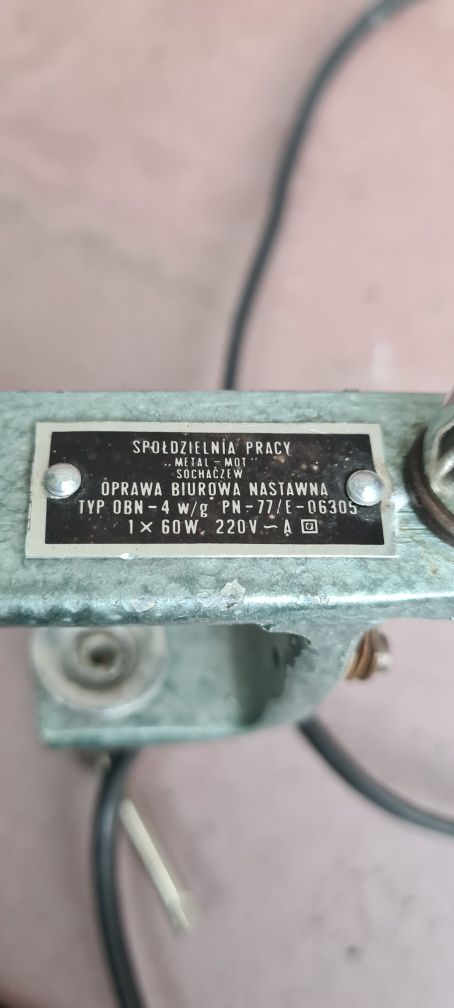 SPOŁDZIELNIA PRACY
„METAL-MOT"
SOCHACZEW
OPRAWA BIUROWA NASTAWNA
TYP OBN-4 w/g PN-77/E-06305
1×60W. 220V~A